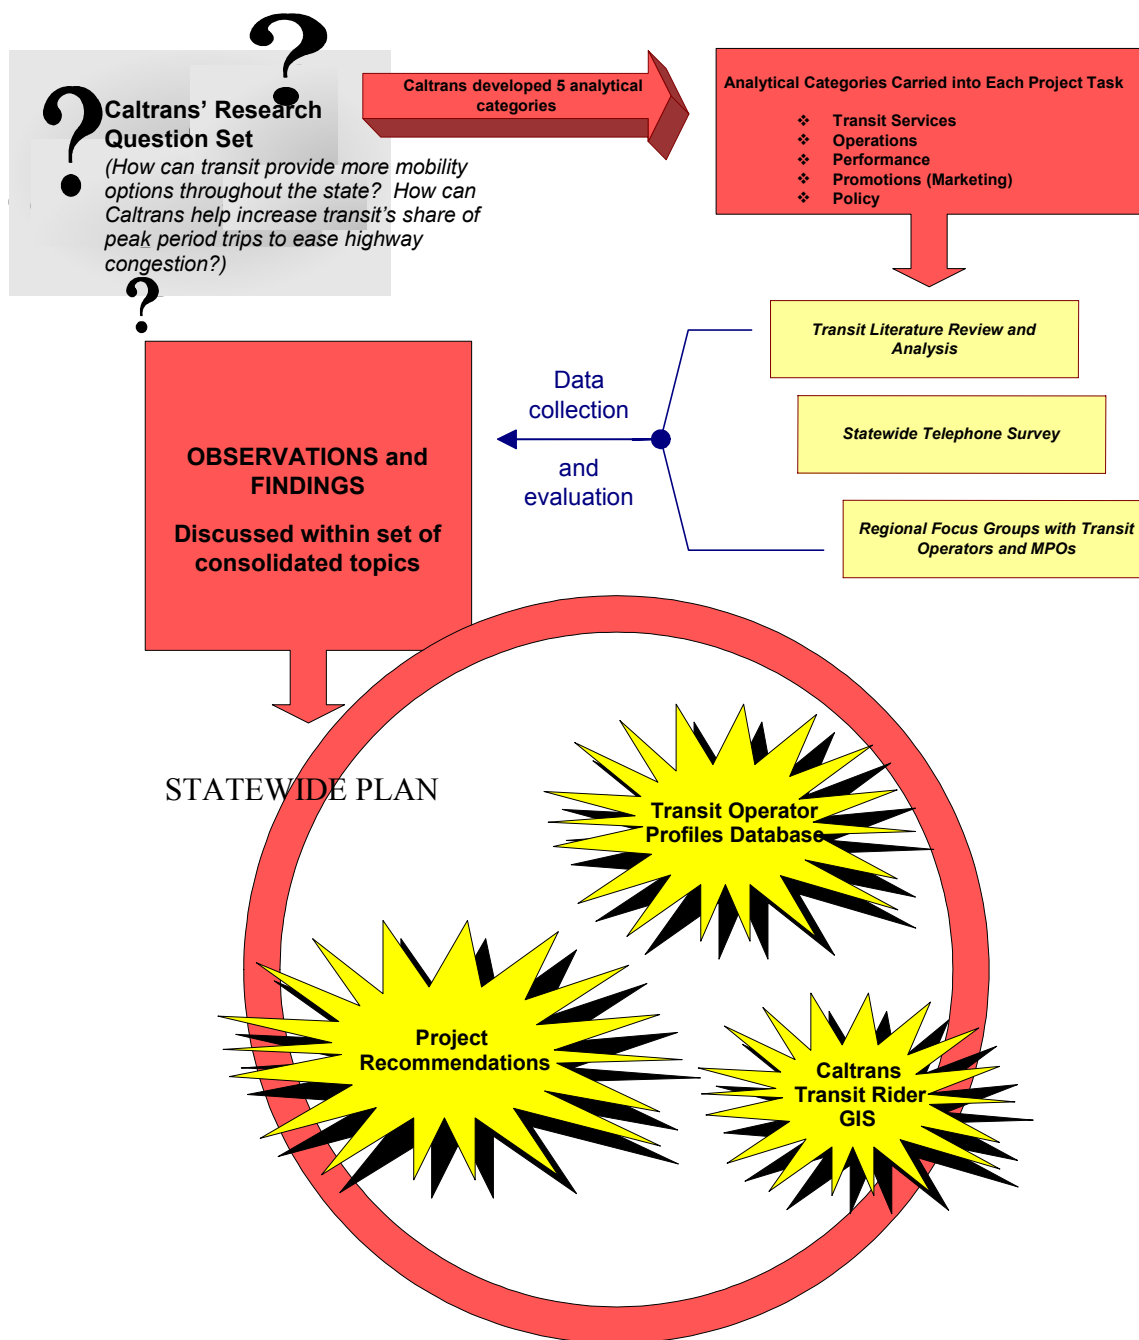 ?
?
Caltrans' Research
Question Set
(How can transit provide more mobility
options throughout the state?  How can
Caltrans help increase transit's share of
peak period trips to ease highway
congestion?)
?
Caltrans developed 5 analytical
categories
Analytical Categories Carried into Each Project Task
❖ Transit Services
❖ Operations
❖ Performance
❖ Promotions (Marketing)
❖ Policy
Transit Literature Review and
Analysis
Statewide Telephone Survey
Regional Focus Groups with Transit
Operators and MPOs
Data
collection
and
evaluation
OBSERVATIONS and
FINDINGS
Discussed within set of
consolidated topics
STATEWIDE PLAN
Transit Operator
Profiles Database
Project
Recommendations
Caltrans
Transit Rider
GIS